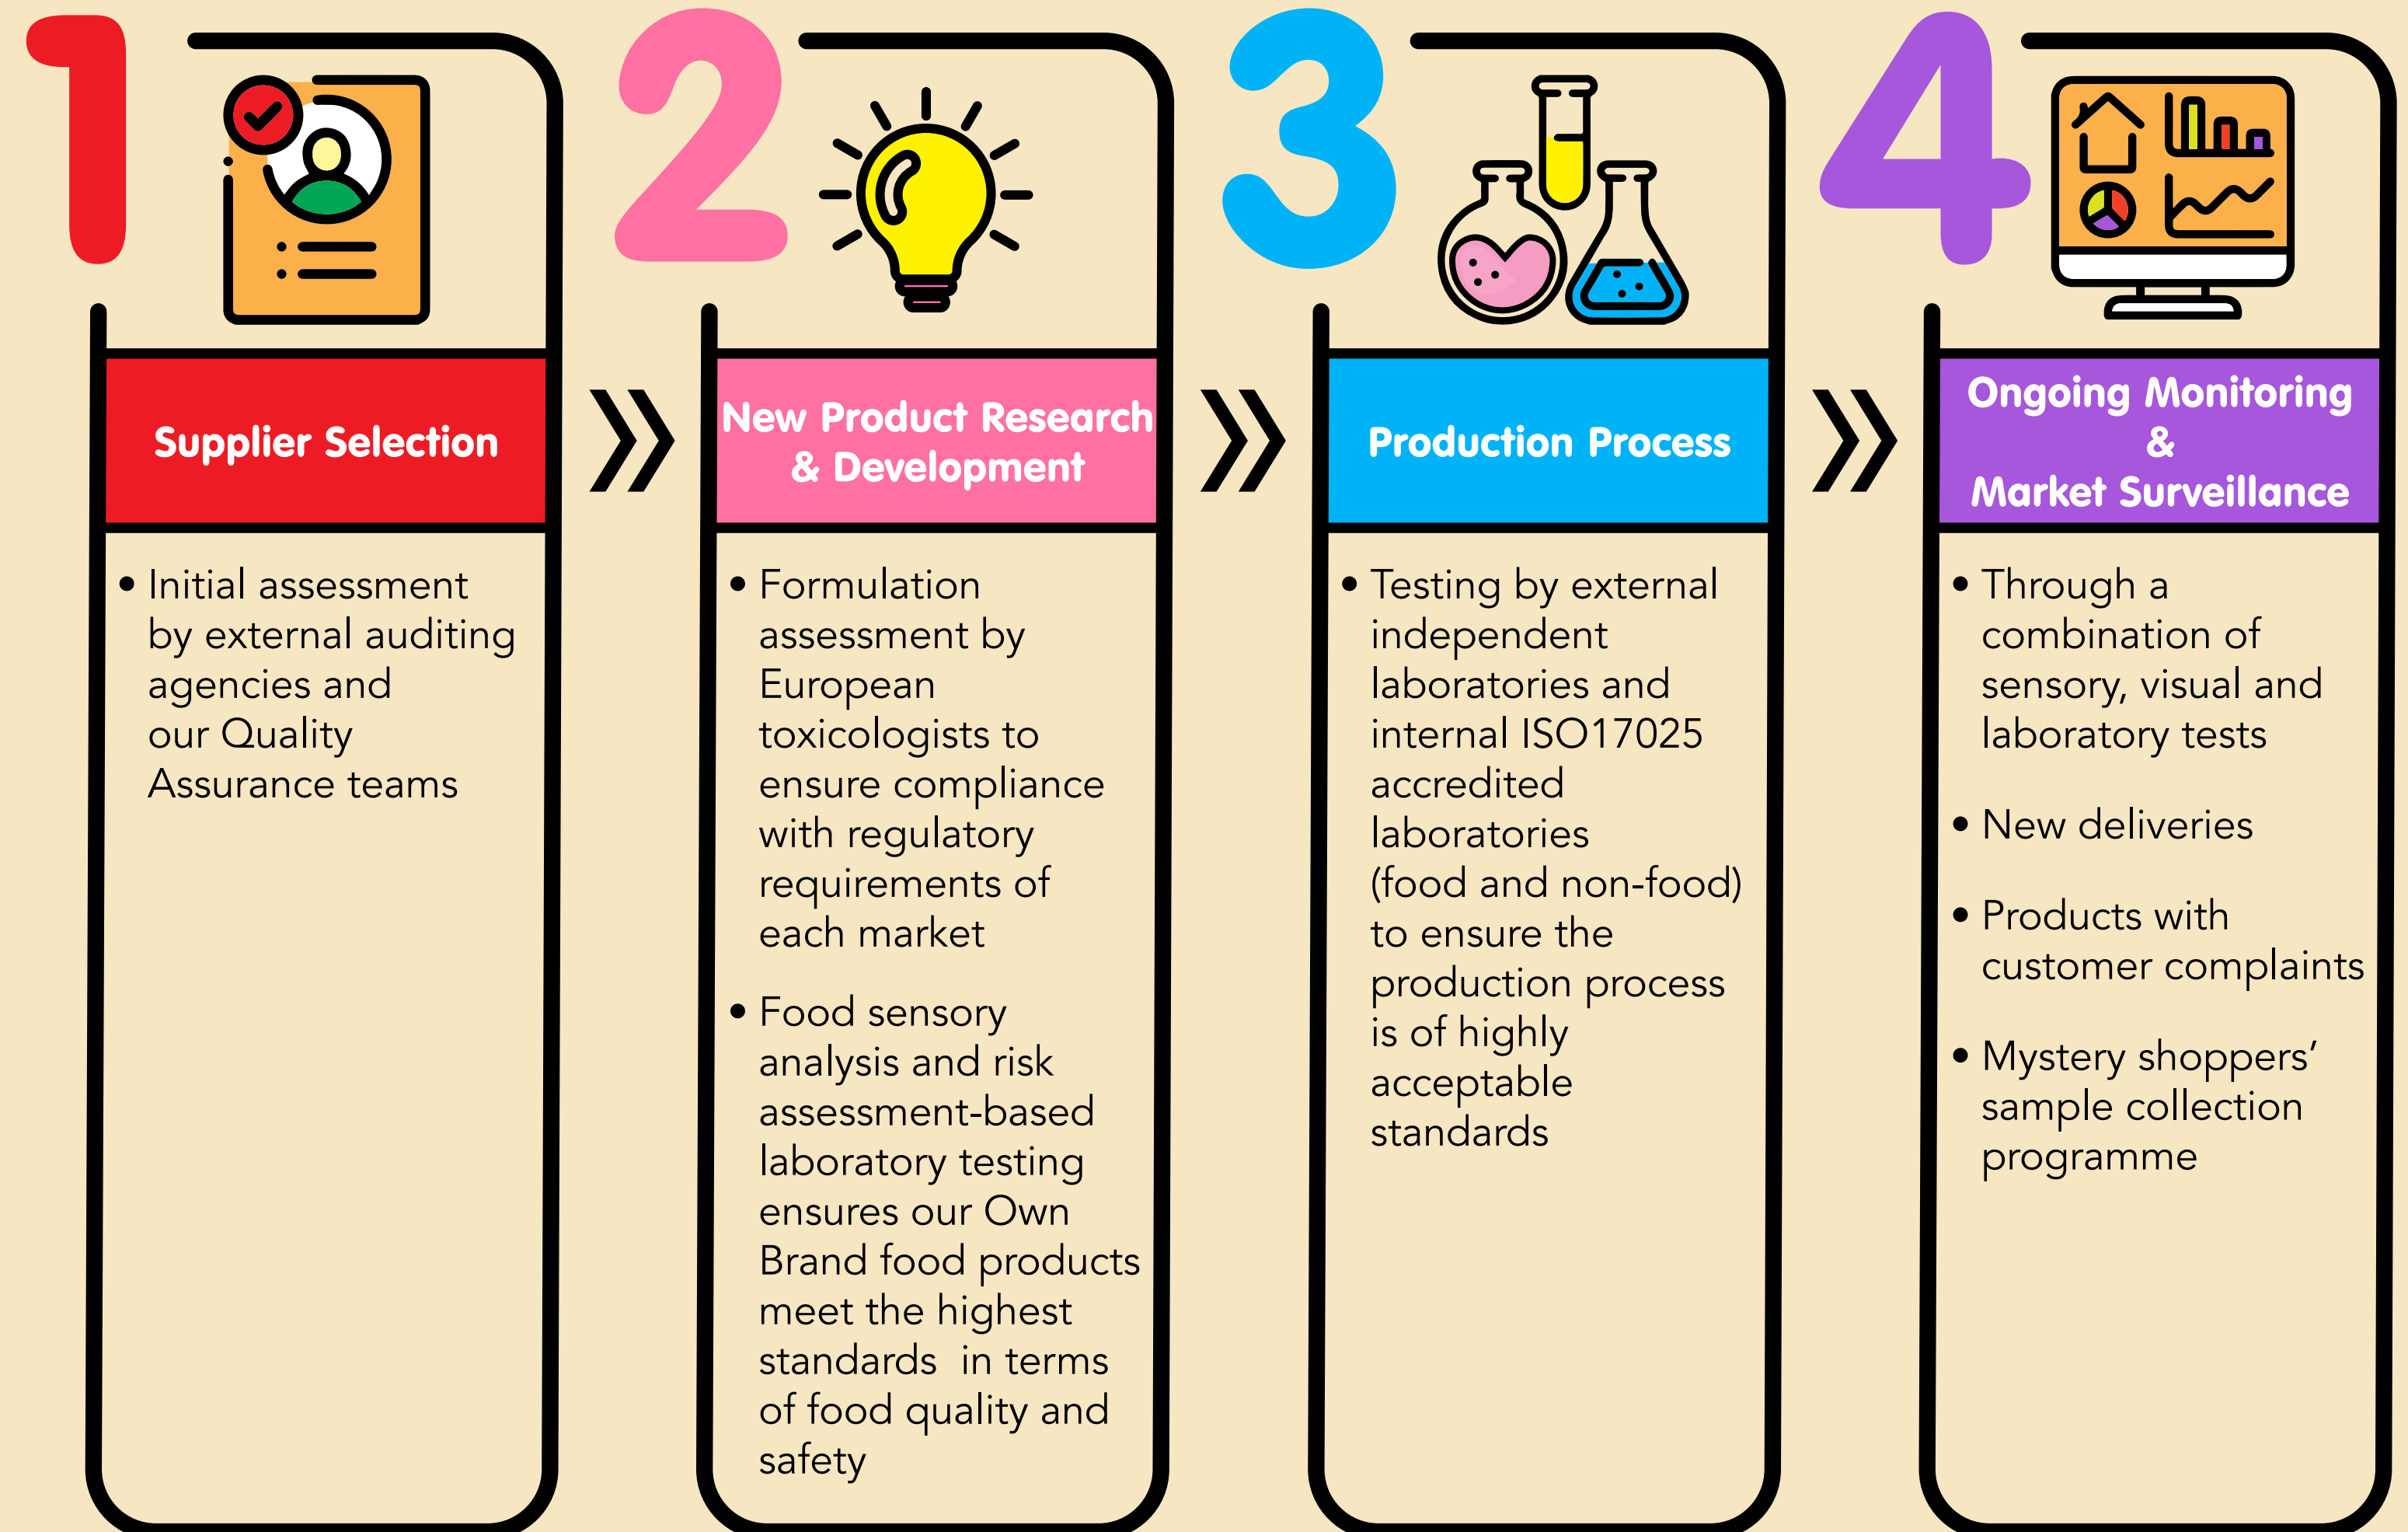 1
Supplier Selection
• Initial assessment
by external auditing
agencies and
our Quality
Assurance teams
2
New Product Research
& Development
• Formulation
assessment by
European
toxicologists to
ensure compliance
with regulatory
requirements of
each market
• Food sensory
analysis and risk
assessment-based
laboratory testing
ensures our Own
Brand food products
meet the highest
standards  in terms
of food quality and
safety
3
Production Process
• Testing by external
independent
laboratories and
internal ISO17025
accredited
laboratories
(food and non-food)
to ensure the
production process
is of highly
acceptable
standards
4
Ongoing Monitoring
&
Market Surveillance
• Through a
combination of
sensory, visual and
laboratory tests
• New deliveries
• Products with
customer complaints
• Mystery shoppers’
sample collection
programme